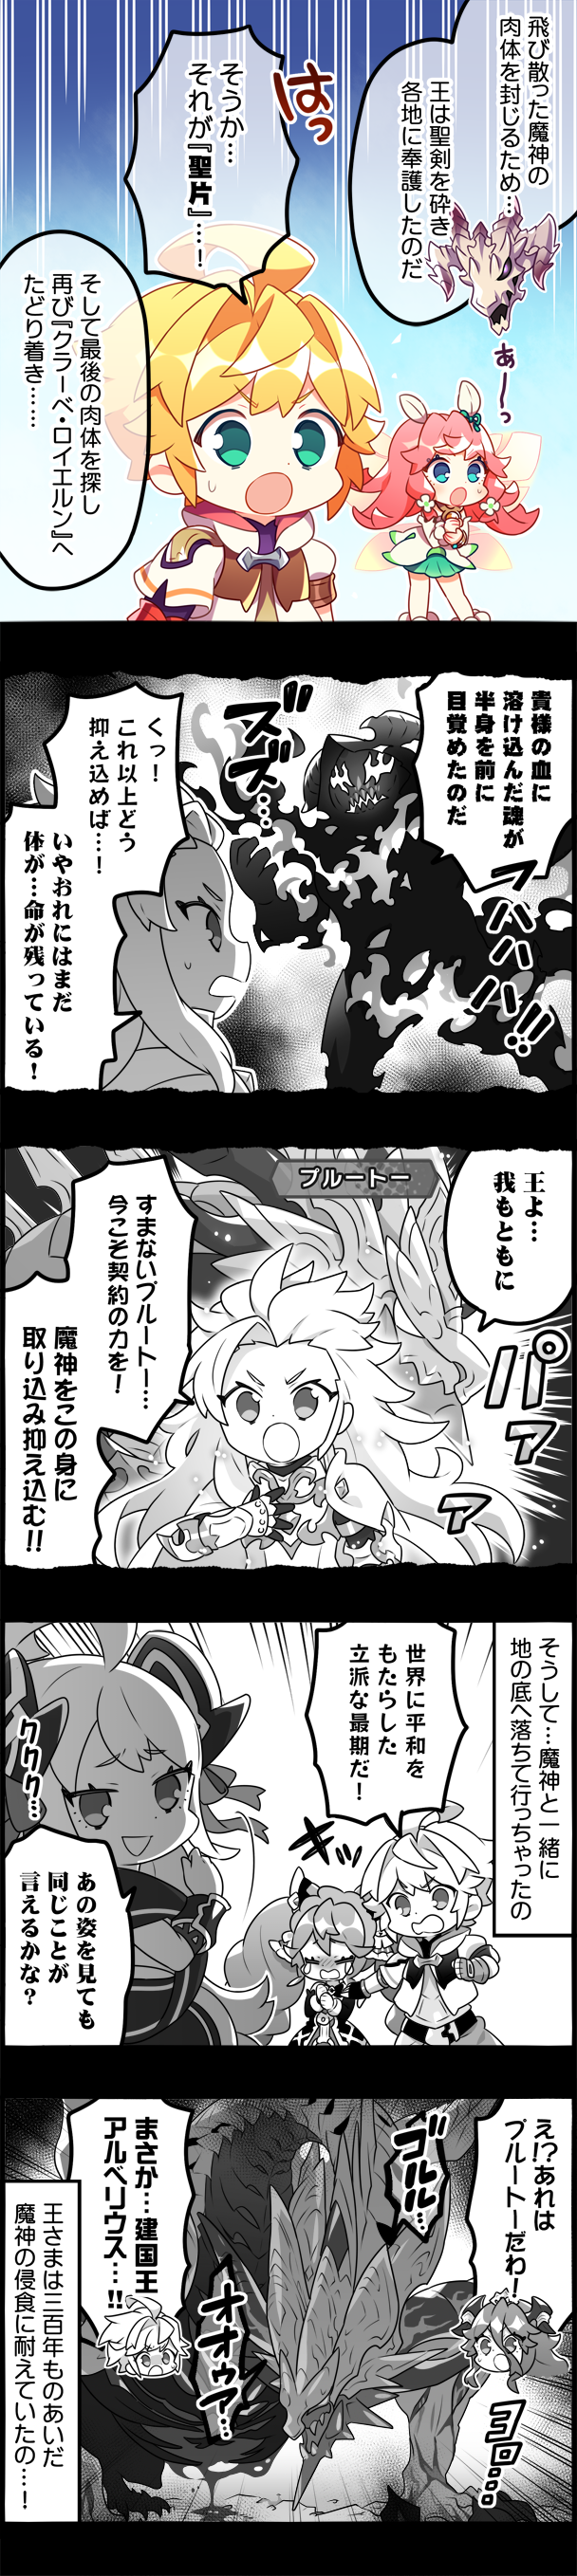 飛び散った魔神の
肉体を封じるため…
王は聖剣を砕き
各地に奉護したのだ
はっ
そうか…
それが『聖片』…！
あーっ
そして最後の肉体を探し
再び『クラーベ・ロイエルン』へ
たどり着き……
貴様の血に
溶け込んだ魂が
半身を前に
目覚めたのだ
フハハハ!!
ズズ…
くっ！
これ以上どう
抑え込めば…！
いやおれにはまだ
体が…命が残っている！
王よ…
我もともに
プルートー
パァァ
すまないプルートー…
今こそ契約の力を！
魔神をこの身に
取り込み抑え込む!!
そうして…魔神と一緒に
地の底へ落ちて行っちゃったの
世界に平和を
もたらした
立派な最期だ！
キッ
ククク…
あの姿を見ても
同じことが
言えるかな？
え!?あれは
プルートーだわ！
ゴルル…
まさか…建国王
アルベリウス…!!
オオゥア…
ヨロ…
王さまは三百年ものあいだ
魔神の侵食に耐えていたの…！